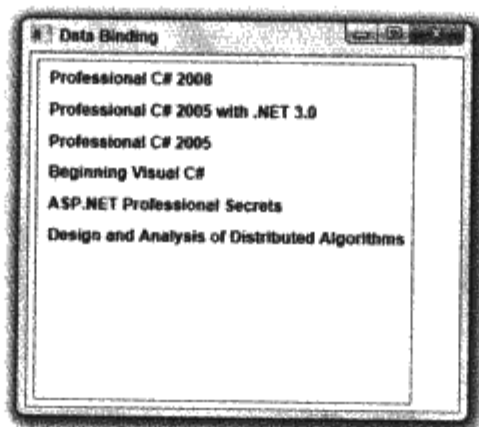 Data Binding
Professional C# 2008
Professional C# 2005 with .NET 3.0
Professional C# 2005
Beginning Visual C#
ASP.NET Professional Secrets
Design and Analysis of Distributed Algorithms